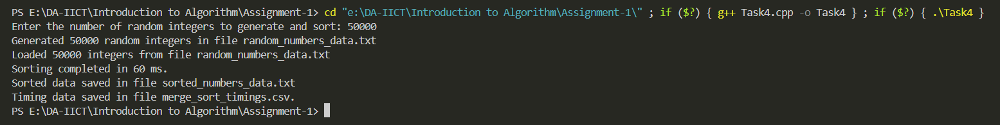 PS E:\DA-IICT\Introduction to Algorithm\Assignment-1> cd "e:\DA-IICT\Introduction to Algorithm\Assignment-1\" ; if ($?) { g++ Task4.cpp -o Task4 } ; if ($?) { .\Task4 }
Enter the number of random integers to generate and sort: 50000
Generated 50000 random integers in file random_numbers_data.txt
Loaded 50000 integers from file random_numbers_data.txt
Sorting completed in 60 ms.
Sorted data saved in file sorted_numbers_data.txt
Timing data saved in file merge_sort_timings.csv.
PS E:\DA-IICT\Introduction to Algorithm\Assignment-1>